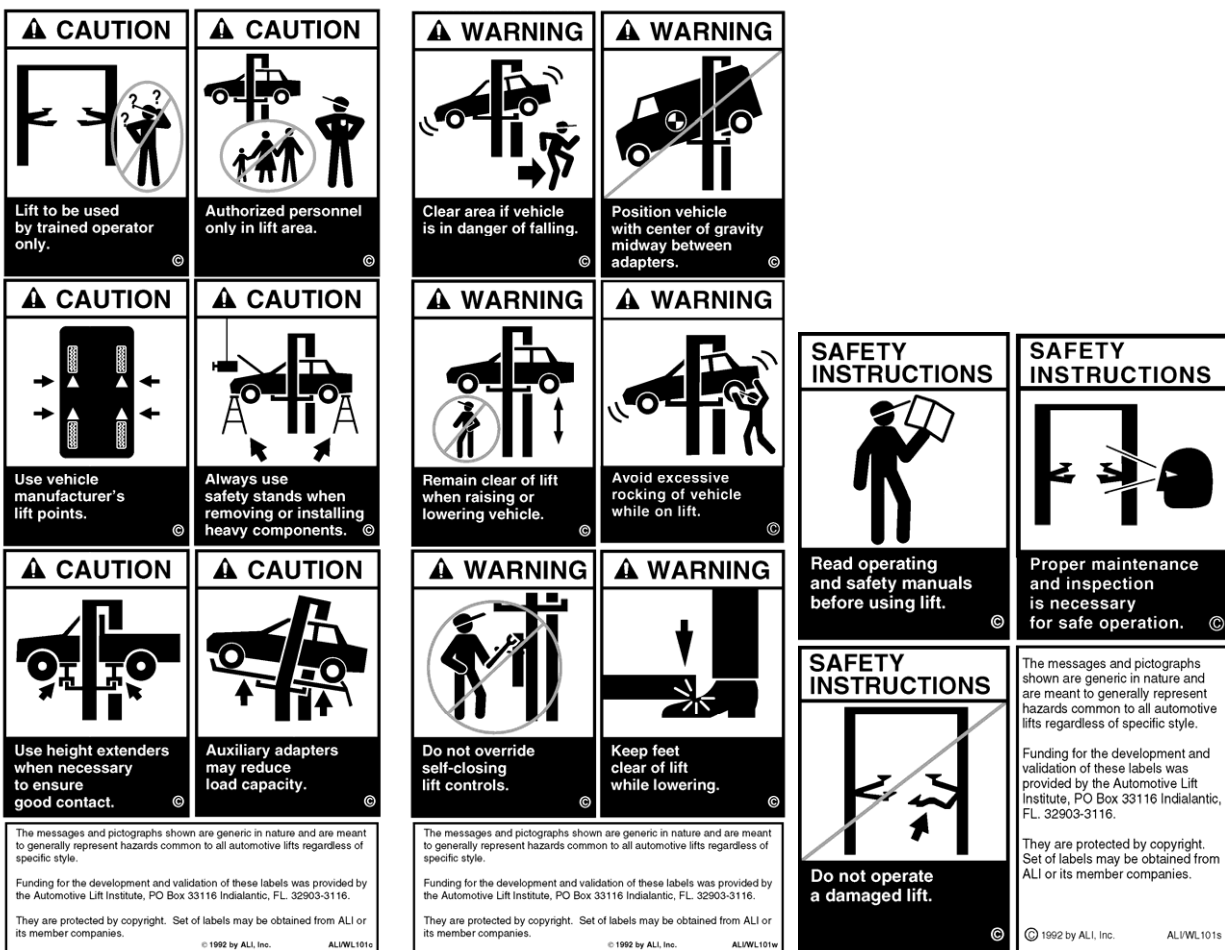 CAUTION
Lift to be used
by trained operator
only.
©
CAUTION
Authorized personnel
only in lift area.
©
CAUTION
Use vehicle
manufacturer's
lift points.
©
CAUTION
Always use
safety stands when
removing or installing
heavy components. ©
CAUTION
Use height extenders
when necessary
to ensure
good contact. ©
CAUTION
Auxiliary adapters
may reduce
load capacity.
©
The messages and pictographs shown are generic in nature and are meant
to generally represent hazards common to all automotive lifts regardless of
specific style.
Funding for the development and validation of these labels was provided by
the Automotive Lift Institute, PO Box 33116 Indialantic, FL. 32903-3116.
They are protected by copyright. Set of labels may be obtained from ALI or
its member companies.
© 1992 by ALI, Inc. ALI/WL101c
WARNING
Clear area if vehicle
is in danger of falling.
©
WARNING
Position vehicle
with center of gravity
midway between
adapters. ©
WARNING
Remain clear of lift
when raising or
lowering vehicle.
©
WARNING
Avoid excessive
rocking of vehicle
while on lift.
©
WARNING
Do not override
self-closing
lift controls.
©
WARNING
Keep feet
clear of lift
while lowering.
©
The messages and pictographs shown are generic in nature and are meant
to generally represent hazards common to all automotive lifts regardless of
specific style.
Funding for the development and validation of these labels was provided by
the Automotive Lift Institute, PO Box 33116 Indialantic, FL. 32903-3116.
They are protected by copyright. Set of labels may be obtained from ALI or
its member companies.
© 1992 by ALI, Inc. ALI/WL101w
SAFETY
INSTRUCTIONS
Read operating
and safety manuals
before using lift.
©
SAFETY
INSTRUCTIONS
Proper maintenance
and inspection
is necessary
for safe operation. ©
SAFETY
INSTRUCTIONS
Do not operate
a damaged lift.
©
The messages and pictographs
shown are generic in nature and
are meant to generally represent
hazards common to all automotive
lifts regardless of specific style.
Funding for the development and
validation of these labels was
provided by the Automotive Lift
Institute, PO Box 33116 Indialantic,
FL. 32903-3116.
They are protected by copyright.
Set of labels may be obtained from
ALI or its member companies.
© 1992 by ALI, Inc. ALI/WL101s